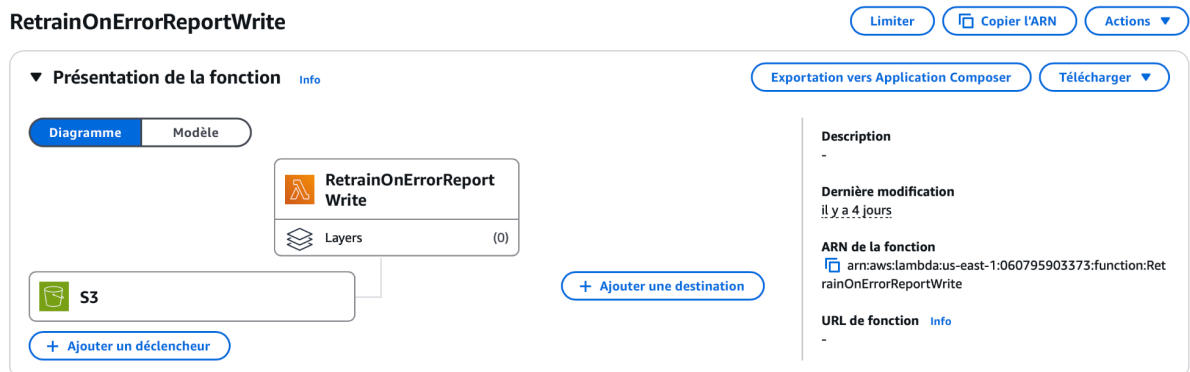 RetrainOnErrorReportWrite
Limiter
Copier l'ARN
Actions
Présentation de la fonction
Info
Exportation vers Application Composer
Télécharger
Diagramme
Modèle
RetrainOnErrorReport
Write
Layers
(0)
S3
+ Ajouter un déclencheur
+ Ajouter une destination
Description
-
Dernière modification
il y a 4 jours
ARN de la fonction
arn:aws:lambda:us-east-1:060795903373:function:Ret
rainOnErrorReportWrite
URL de fonction
Info
-